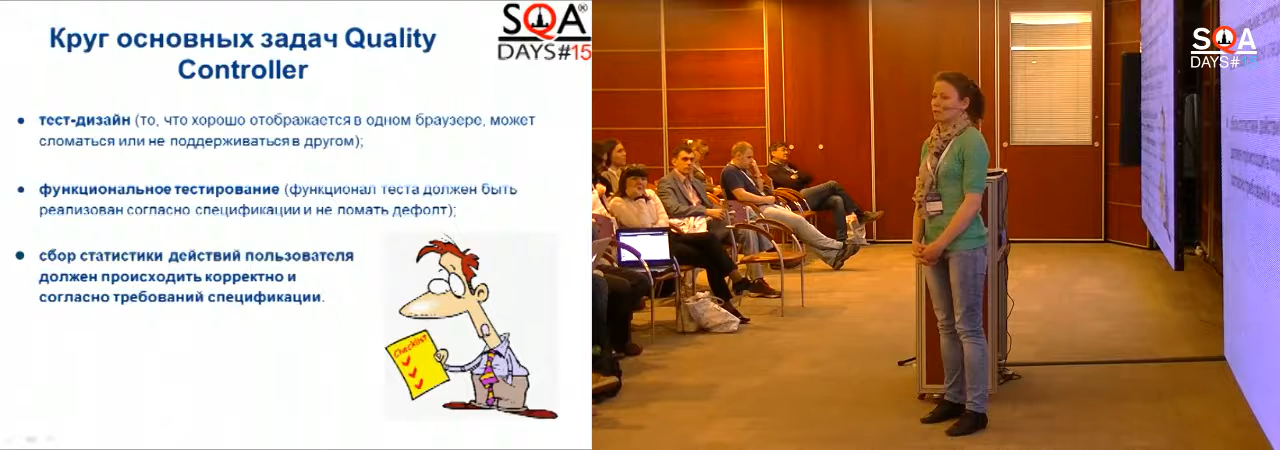 Круг основных задач Quality
Controller
SQA®
DAYS#15
тест-дизайн (то, что хорошо отображается в одном браузере, может
сломаться или не поддерживаться в другом);
функциональное тестирование (функционал теста должен быть
реализован согласно спецификации и не ломать дефолт);
сбор статистики действий пользователя
должен происходить корректно и
согласно требований спецификации.
Checklist
SQA
DAYS#15